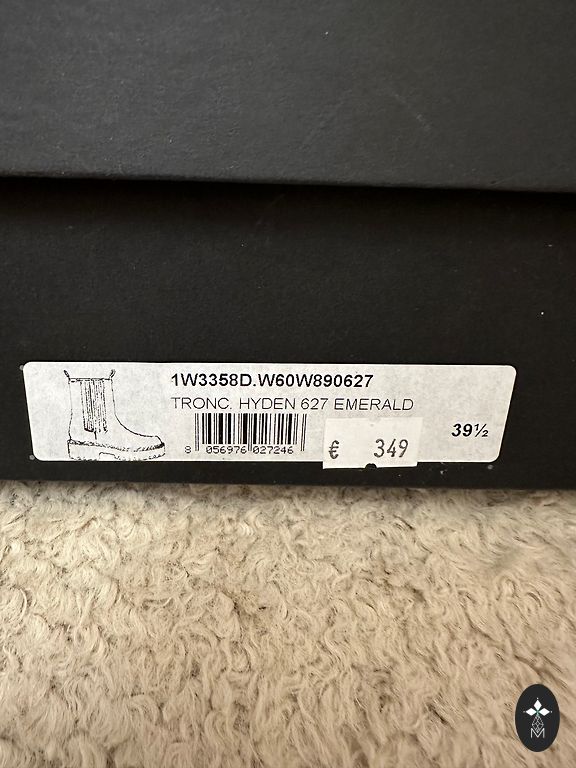 1W3358D.W60W890627
TRONC. HYDEN 627 EMERALD
8 056976 027246
€ 349
39½
M